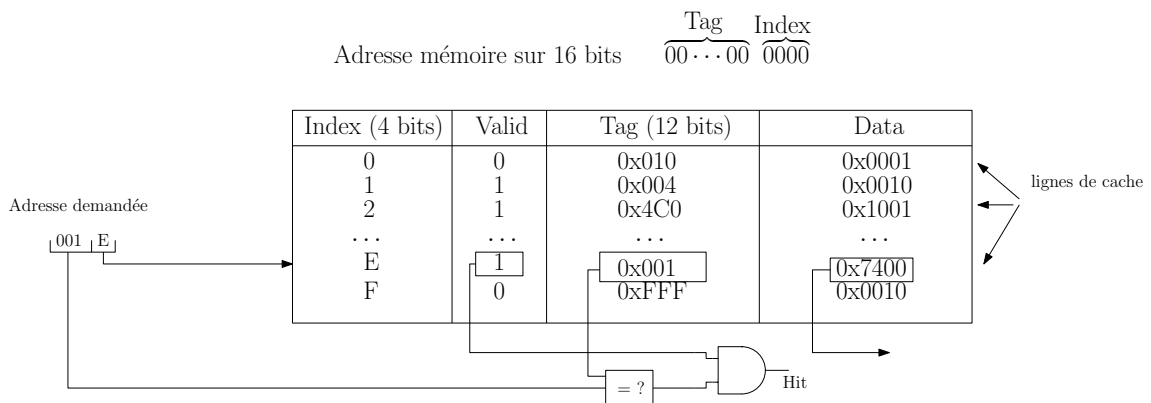 Tag Index
Adresse mémoire sur 16 bits 00···00 0000
Index (4 bits) Valid Tag (12 bits) Data
0 0 0x010 0x0001
1 1 0x004 0x0010
lignes de cache
2 1 0x4C0 0x1001
Adresse demandée
... ... ... ...
001 E
E 1 0x001 0x7400
F 0 0xFFF 0x0010
= ?
Hit